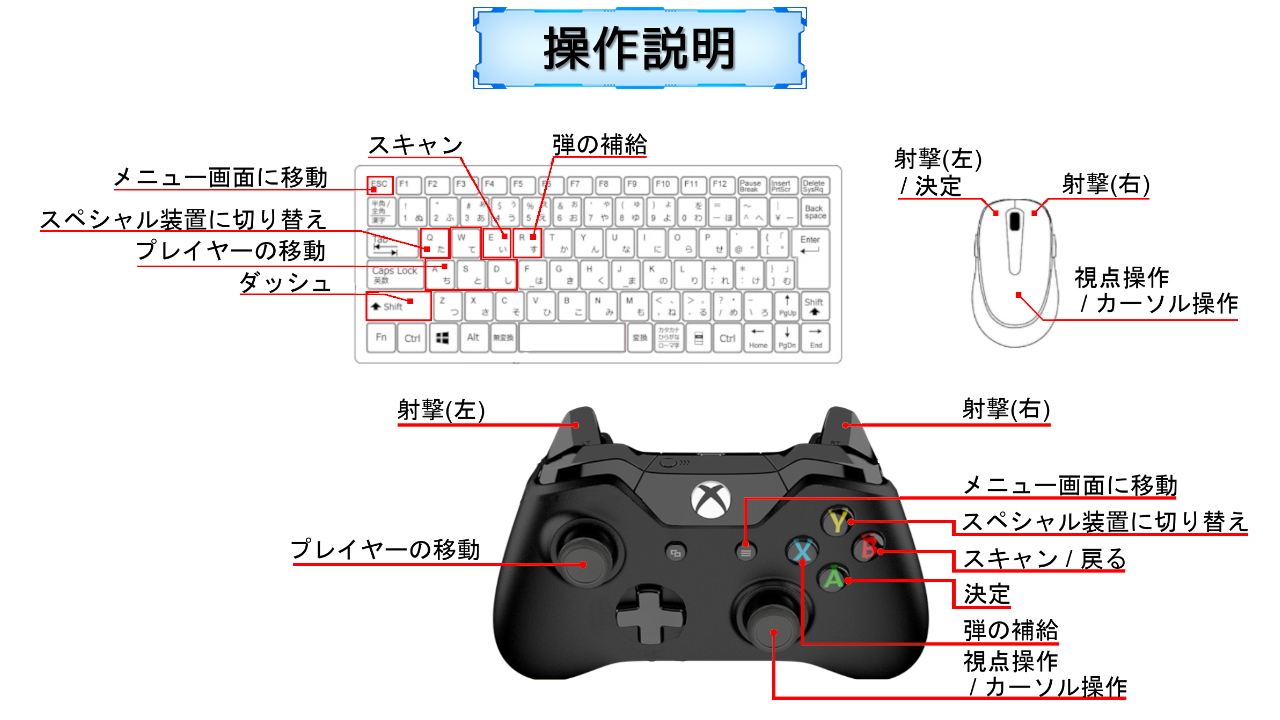 操作説明
スキャン
弾の補給
メニュー画面に移動
スペシャル装置に切り替え
プレイヤーの移動
ダッシュ
ESC F1 F2 F3 F4 F5 F6 F7 F8 F9 F10 F11 F12 Pause Break Insert PrtScr Delete SysRq
半角/全角 漢字 1 ぬ 2 ふ 3 あ 4 う 5 え 6 お 7 や 8 ゆ 9 よ 0 わ - ほ ^ へ ¥ ー Back space
Tab Q た W て E い R す T か Y ん U な I に O ら P せ @ [ Enter
Caps Lock 英数 A ち S と D し F は G き H く J ま K の L り ; れ : け ] む
Shift Z つ X さ C そ V ひ B こ N み M も , ね . る / め \ ろ PgUp Shift
Fn Ctrl Alt 無変換 変換 カタカナ ひらがな ローマ字 Ctrl Home PgDn End
射撃(左)
/ 決定
射撃(右)
視点操作
/ カーソル操作
射撃(左)
射撃(右)
メニュー画面に移動
スペシャル装置に切り替え
スキャン / 戻る
決定
弾の補給
視点操作
/ カーソル操作
プレイヤーの移動
Y
X
B
A